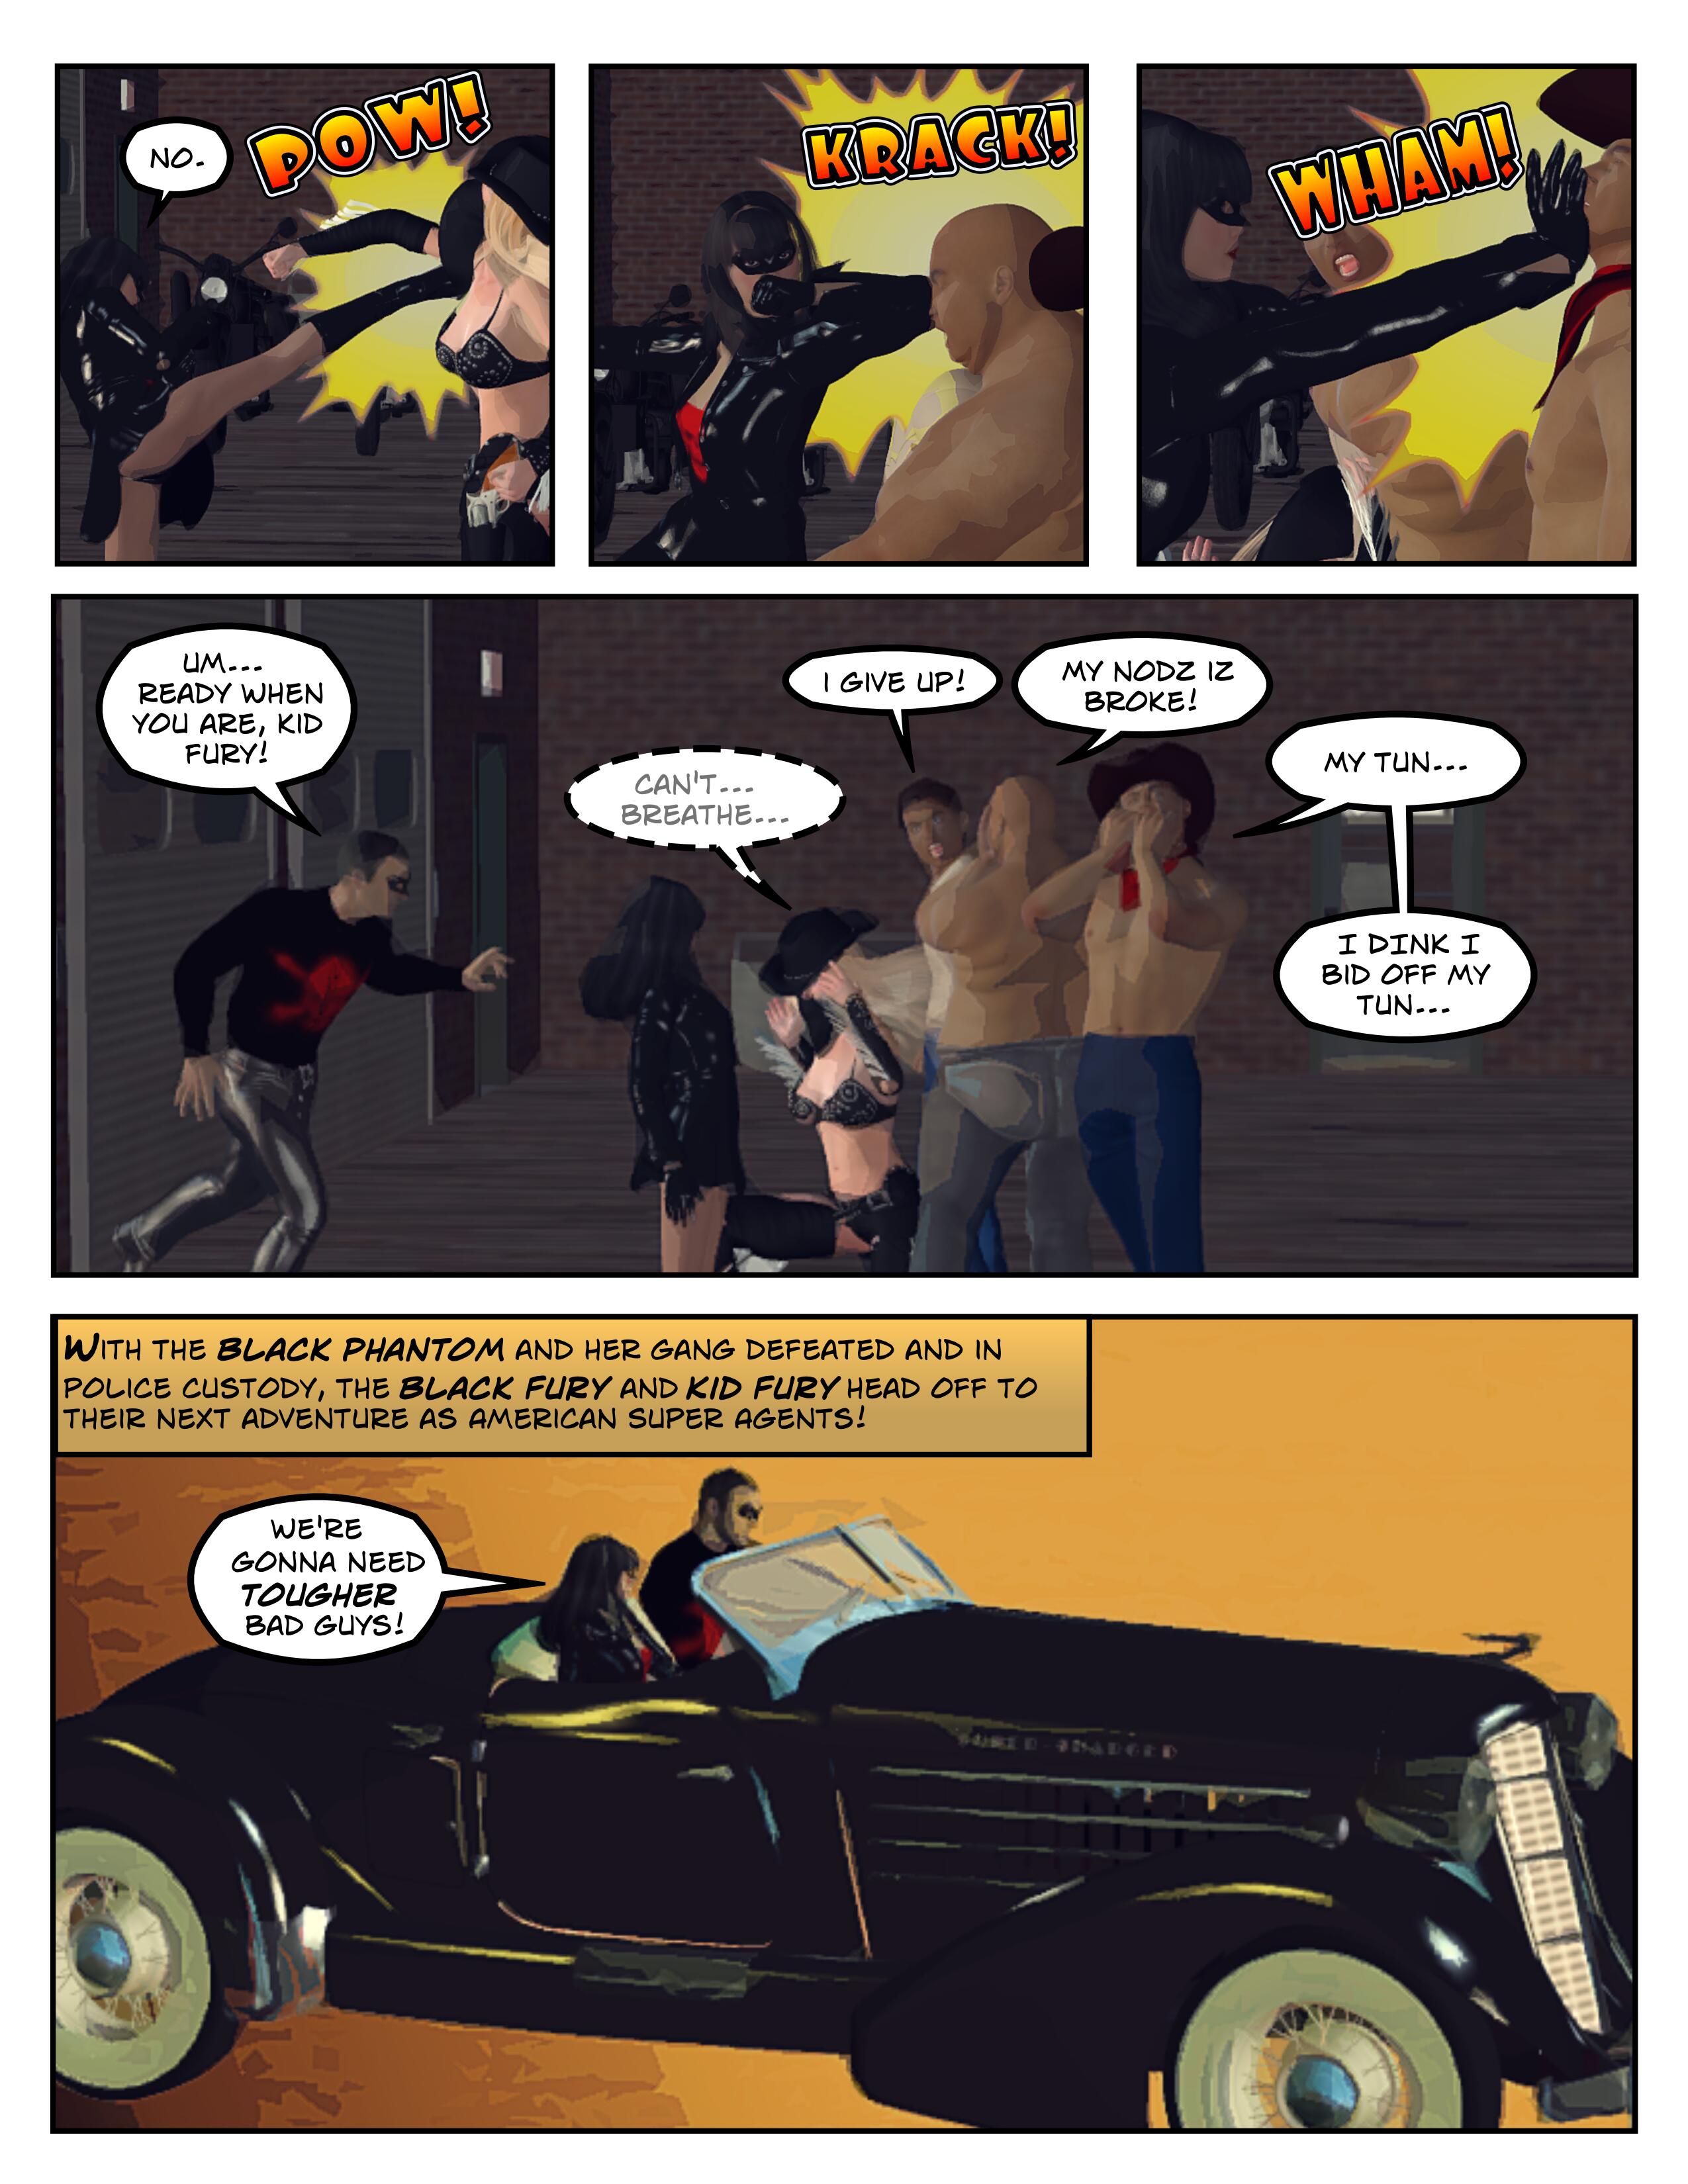 NO.
POW!
KRACK!
WHAM!
UM...
READY WHEN
YOU ARE, KID
FURY!
CAN'T...
BREATHE...
I GIVE UP!
MY NODZ IZ
BROKE!
MY TUN...
I DINK I
BID OFF MY
TUN...
WITH THE BLACK PHANTOM AND HER GANG DEFEATED AND IN
POLICE CUSTODY, THE BLACK FURY AND KID FURY HEAD OFF TO
THEIR NEXT ADVENTURE AS AMERICAN SUPER AGENTS!
WE'RE
GONNA NEED
TOUGHER
BAD GUYS!
SUPER-CHARGED